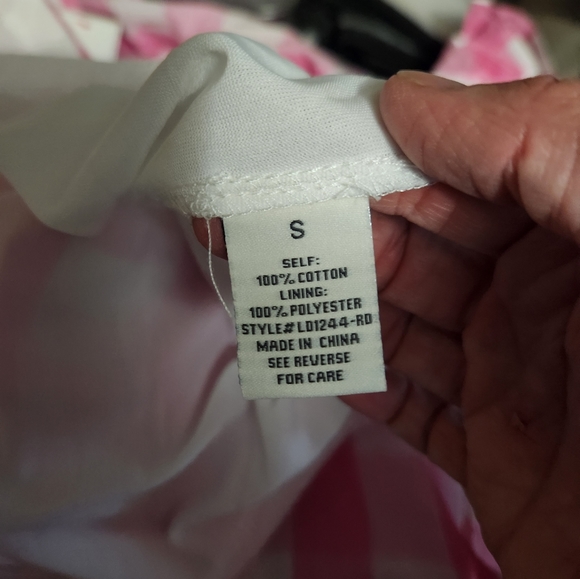 S
SELF:
100% COTTON
LINING:
100% POLYESTER
STYLE# LD1244-RD
MADE IN CHINA
SEE REVERSE
FOR CARE